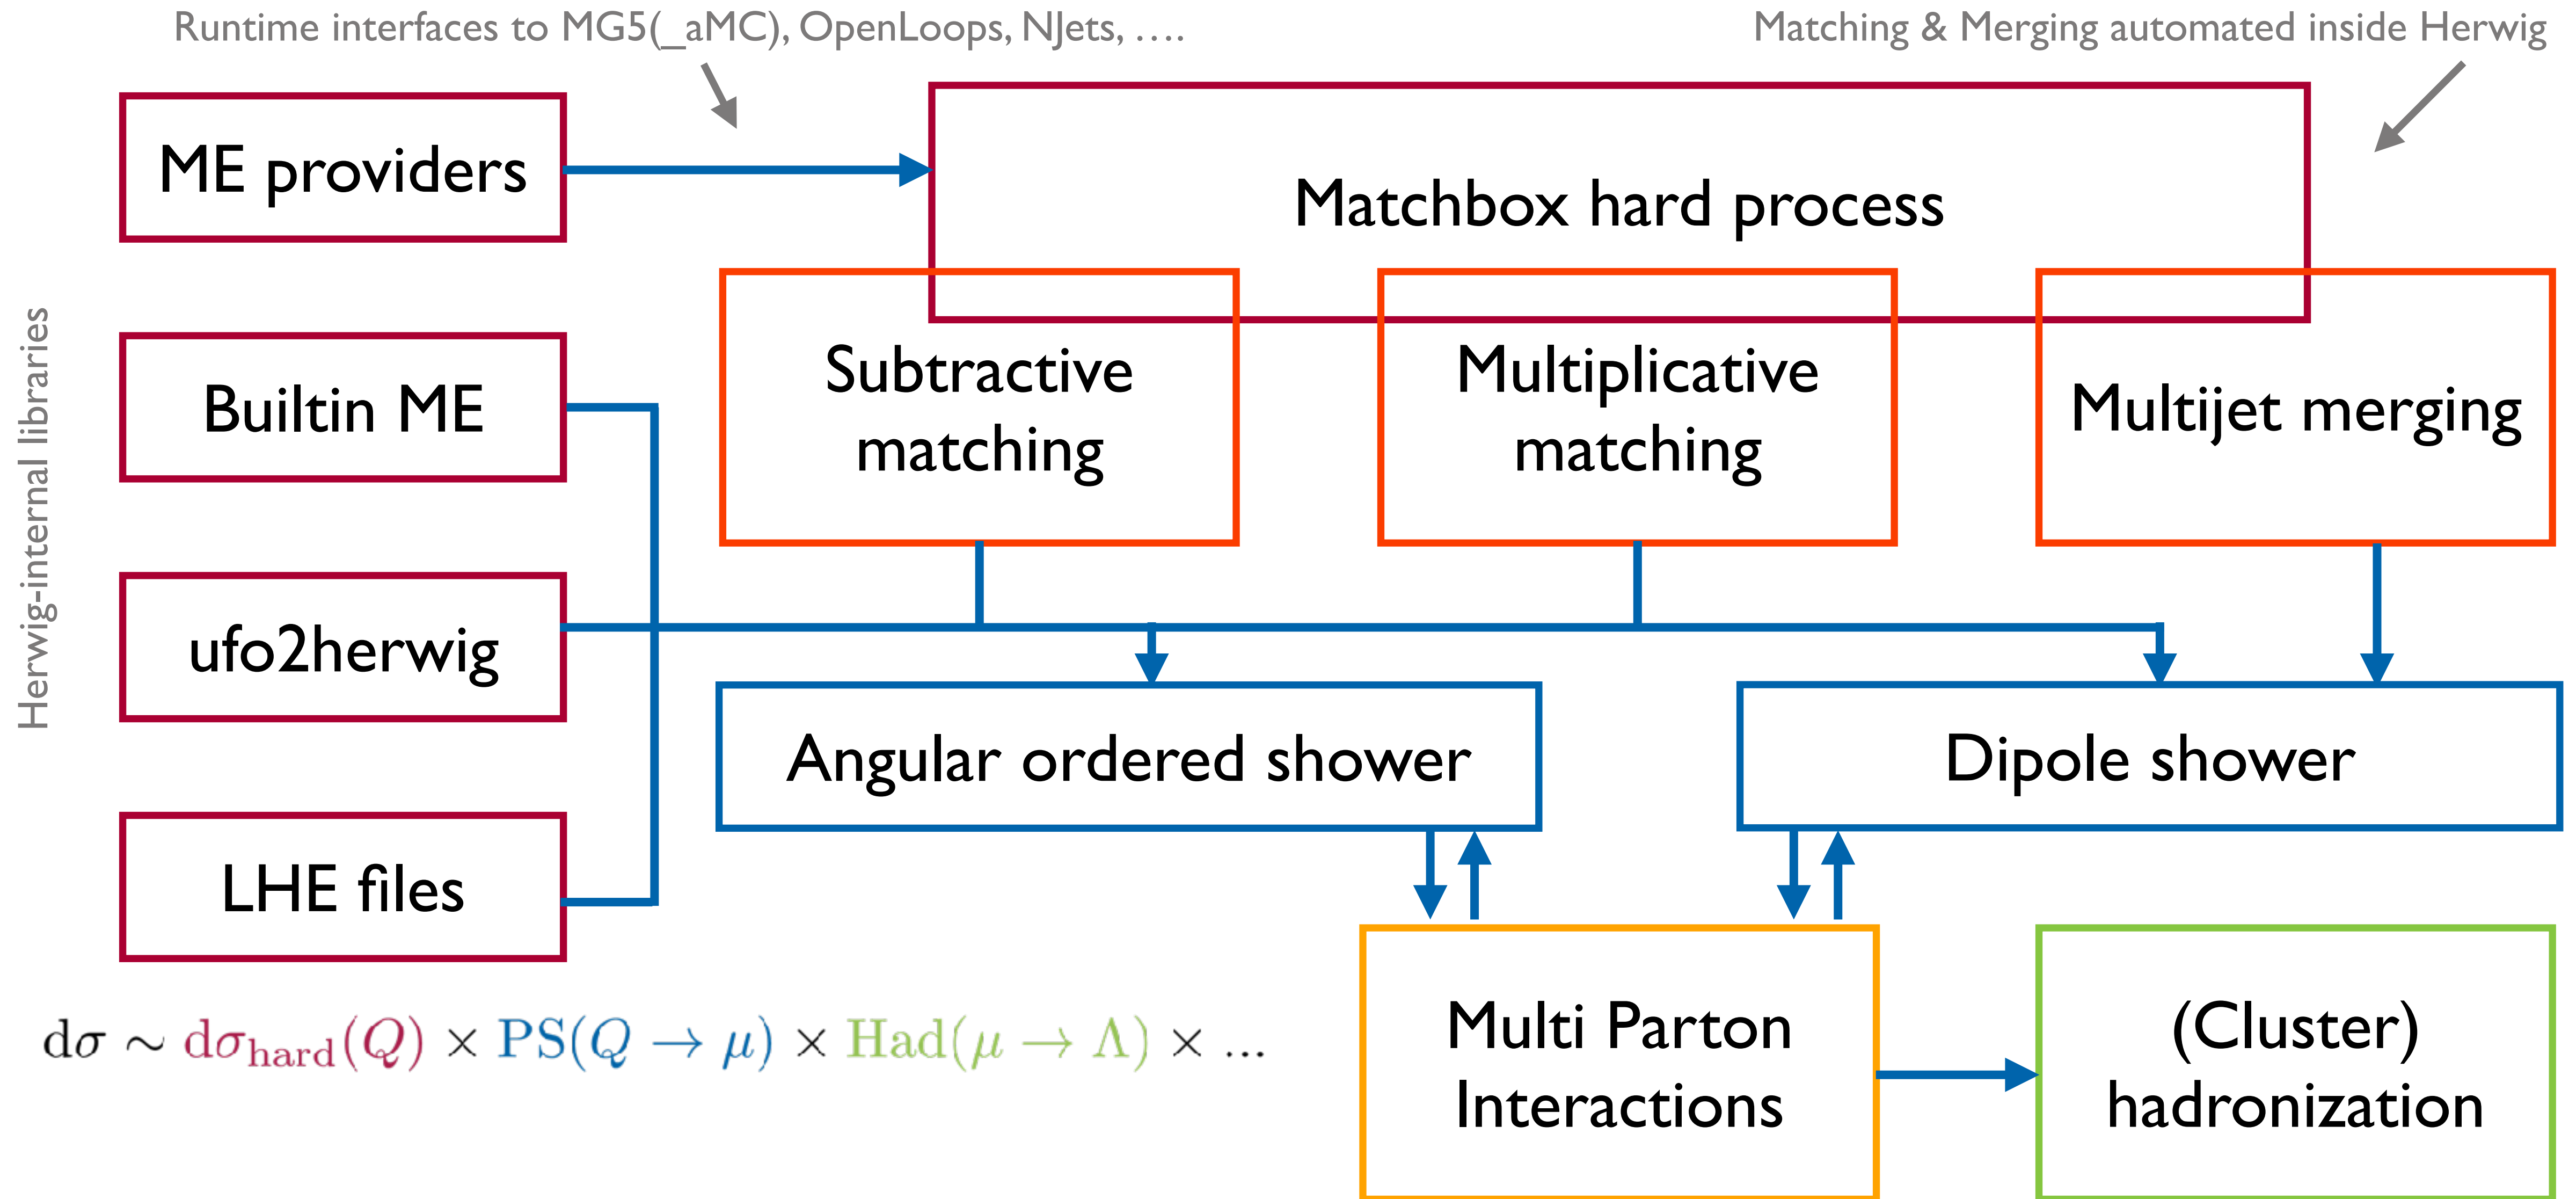 Runtime interfaces to MG5(_aMC), OpenLoops, NJets, ....
Matching & Merging automated inside Herwig
ME providers
Matchbox hard process
Herwig-internal libraries
Builtin ME
Subtractive
matching
Multiplicative
matching
Multijet merging
ufo2herwig
Angular ordered shower
Dipole shower
LHE files
dσ ∼ dσhard(Q) × PS(Q → μ) × Had(μ → Λ) × ...
Multi Parton
Interactions
(Cluster)
hadronization